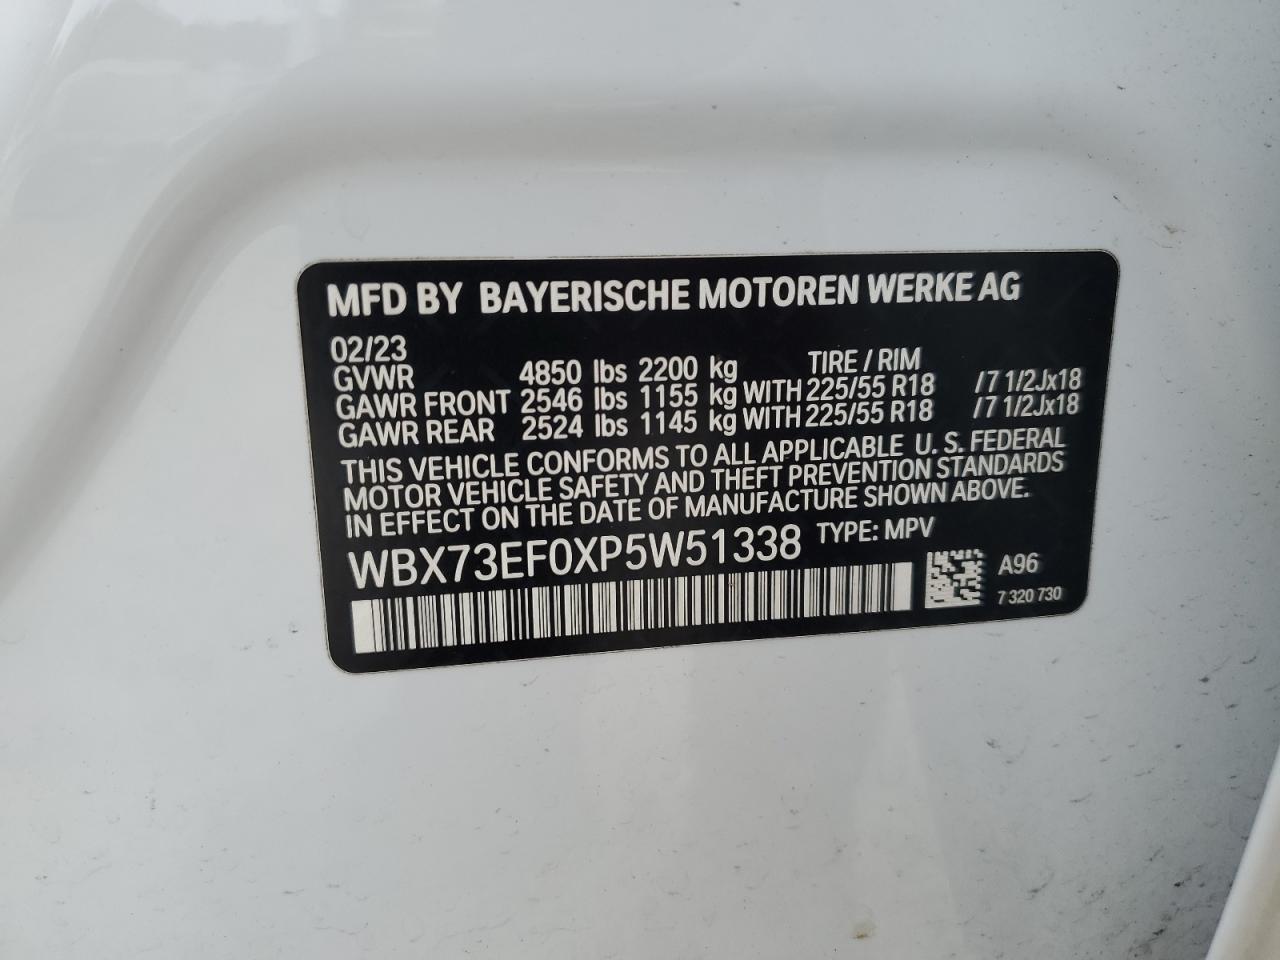 MFD BY BAYERISCHE MOTOREN WERKE AG
02/23
GVWR 4850 lbs 2200 kg TIRE / RIM
GAWR FRONT 2546 lbs 1155 kg WITH 225/55 R18 /7 1/2Jx18
GAWR REAR 2524 lbs 1145 kg WITH 225/55 R18 /7 1/2Jx18
THIS VEHICLE CONFORMS TO ALL APPLICABLE U. S. FEDERAL
MOTOR VEHICLE SAFETY AND THEFT PREVENTION STANDARDS
IN EFFECT ON THE DATE OF MANUFACTURE SHOWN ABOVE.
WBX73EF0XP5W51338 TYPE: MPV
A96
7 320 730